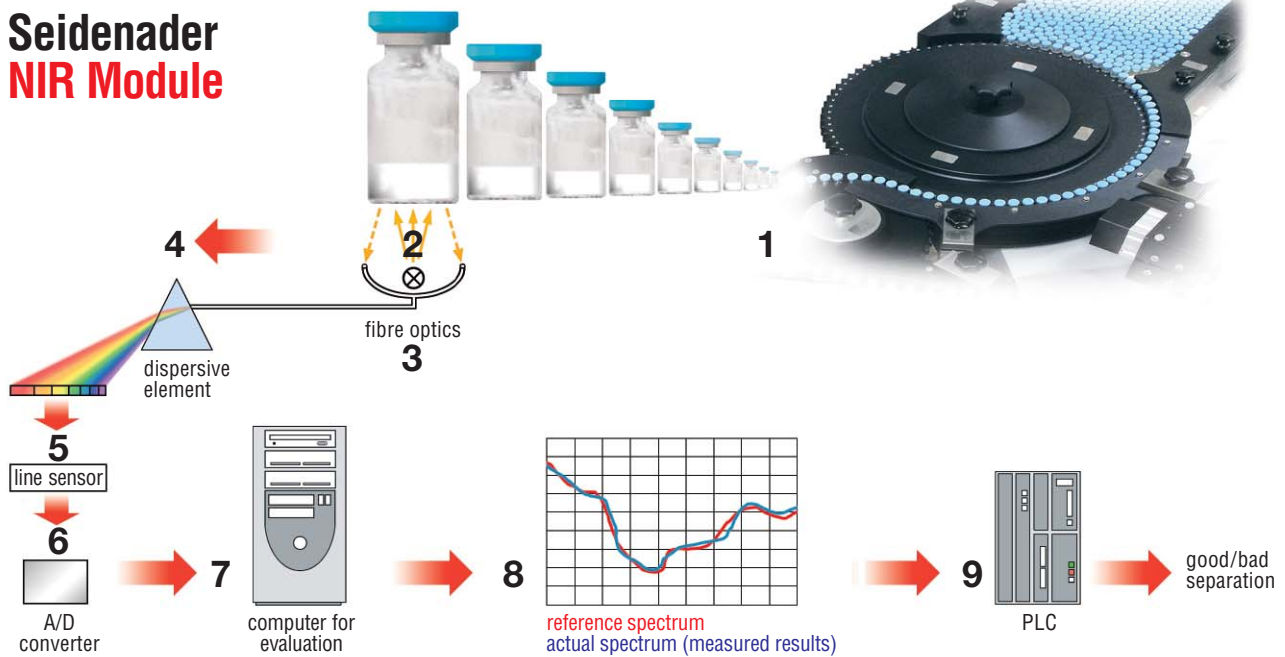 Seidenader
NIR Module
1
2
4
fibre optics
3
dispersive
element
5
line sensor
6
A/D
converter
7
computer for
evaluation
8
reference spectrum
actual spectrum (measured results)
9
PLC
good/bad
separation